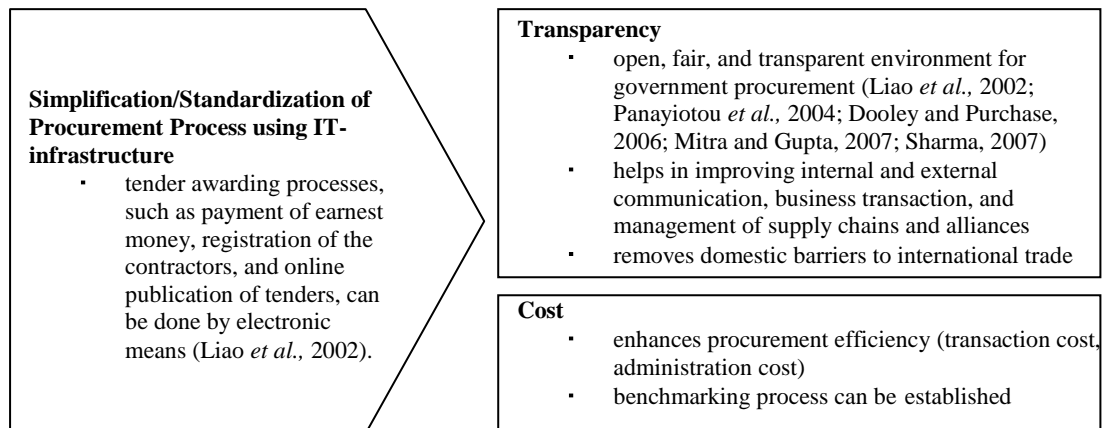 Simplification/Standardization of
Procurement Process using IT-
infrastructure
▪ tender awarding processes,
such as payment of earnest
money, registration of the
contractors, and online
publication of tenders, can
be done by electronic
means (Liao et al., 2002).
Transparency
▪ open, fair, and transparent environment for
government procurement (Liao et al., 2002;
Panayiotou et al., 2004; Dooley and Purchase,
2006; Mitra and Gupta, 2007; Sharma, 2007)
▪ helps in improving internal and external
communication, business transaction, and
management of supply chains and alliances
▪ removes domestic barriers to international trade
Cost
▪ enhances procurement efficiency (transaction cost,
administration cost)
▪ benchmarking process can be established